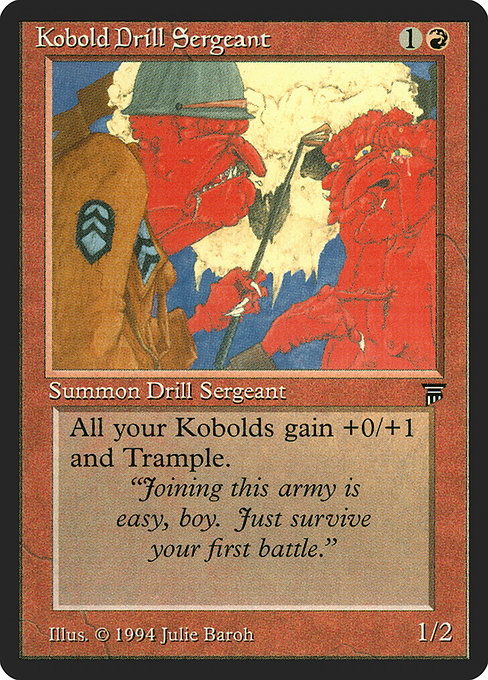 Kobold Drill Sergeant 1
Summon Drill Sergeant
All your Kobolds gain +0/+1
and Trample.
“Joining this army is
easy, boy. Just survive
your first battle.”
Illus. © 1994 Julie Baroh 1/2